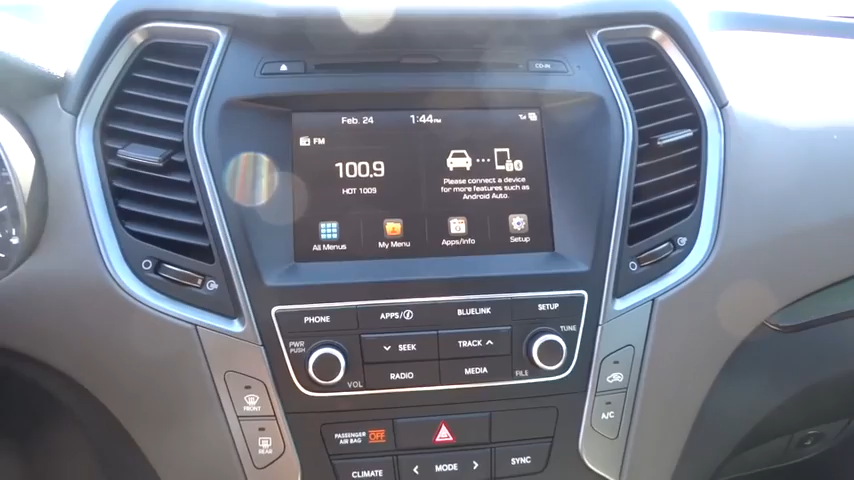 CD-IN
Feb. 24
1:44PM
FM
100.9
HOT 1009
Please connect a device
for more features such as
Android Auto.
All Menus
My Menu
Apps/Info
Setup
PHONE
APPS/i
BLUELINK
SETUP
PWR
PUSH
VOL
SEEK
TRACK
TUNE
FILE
RADIO
MEDIA
FRONT
REAR
A/C
PASSENGER
AIR BAG
OFF
CLIMATE
MODE
SYNC